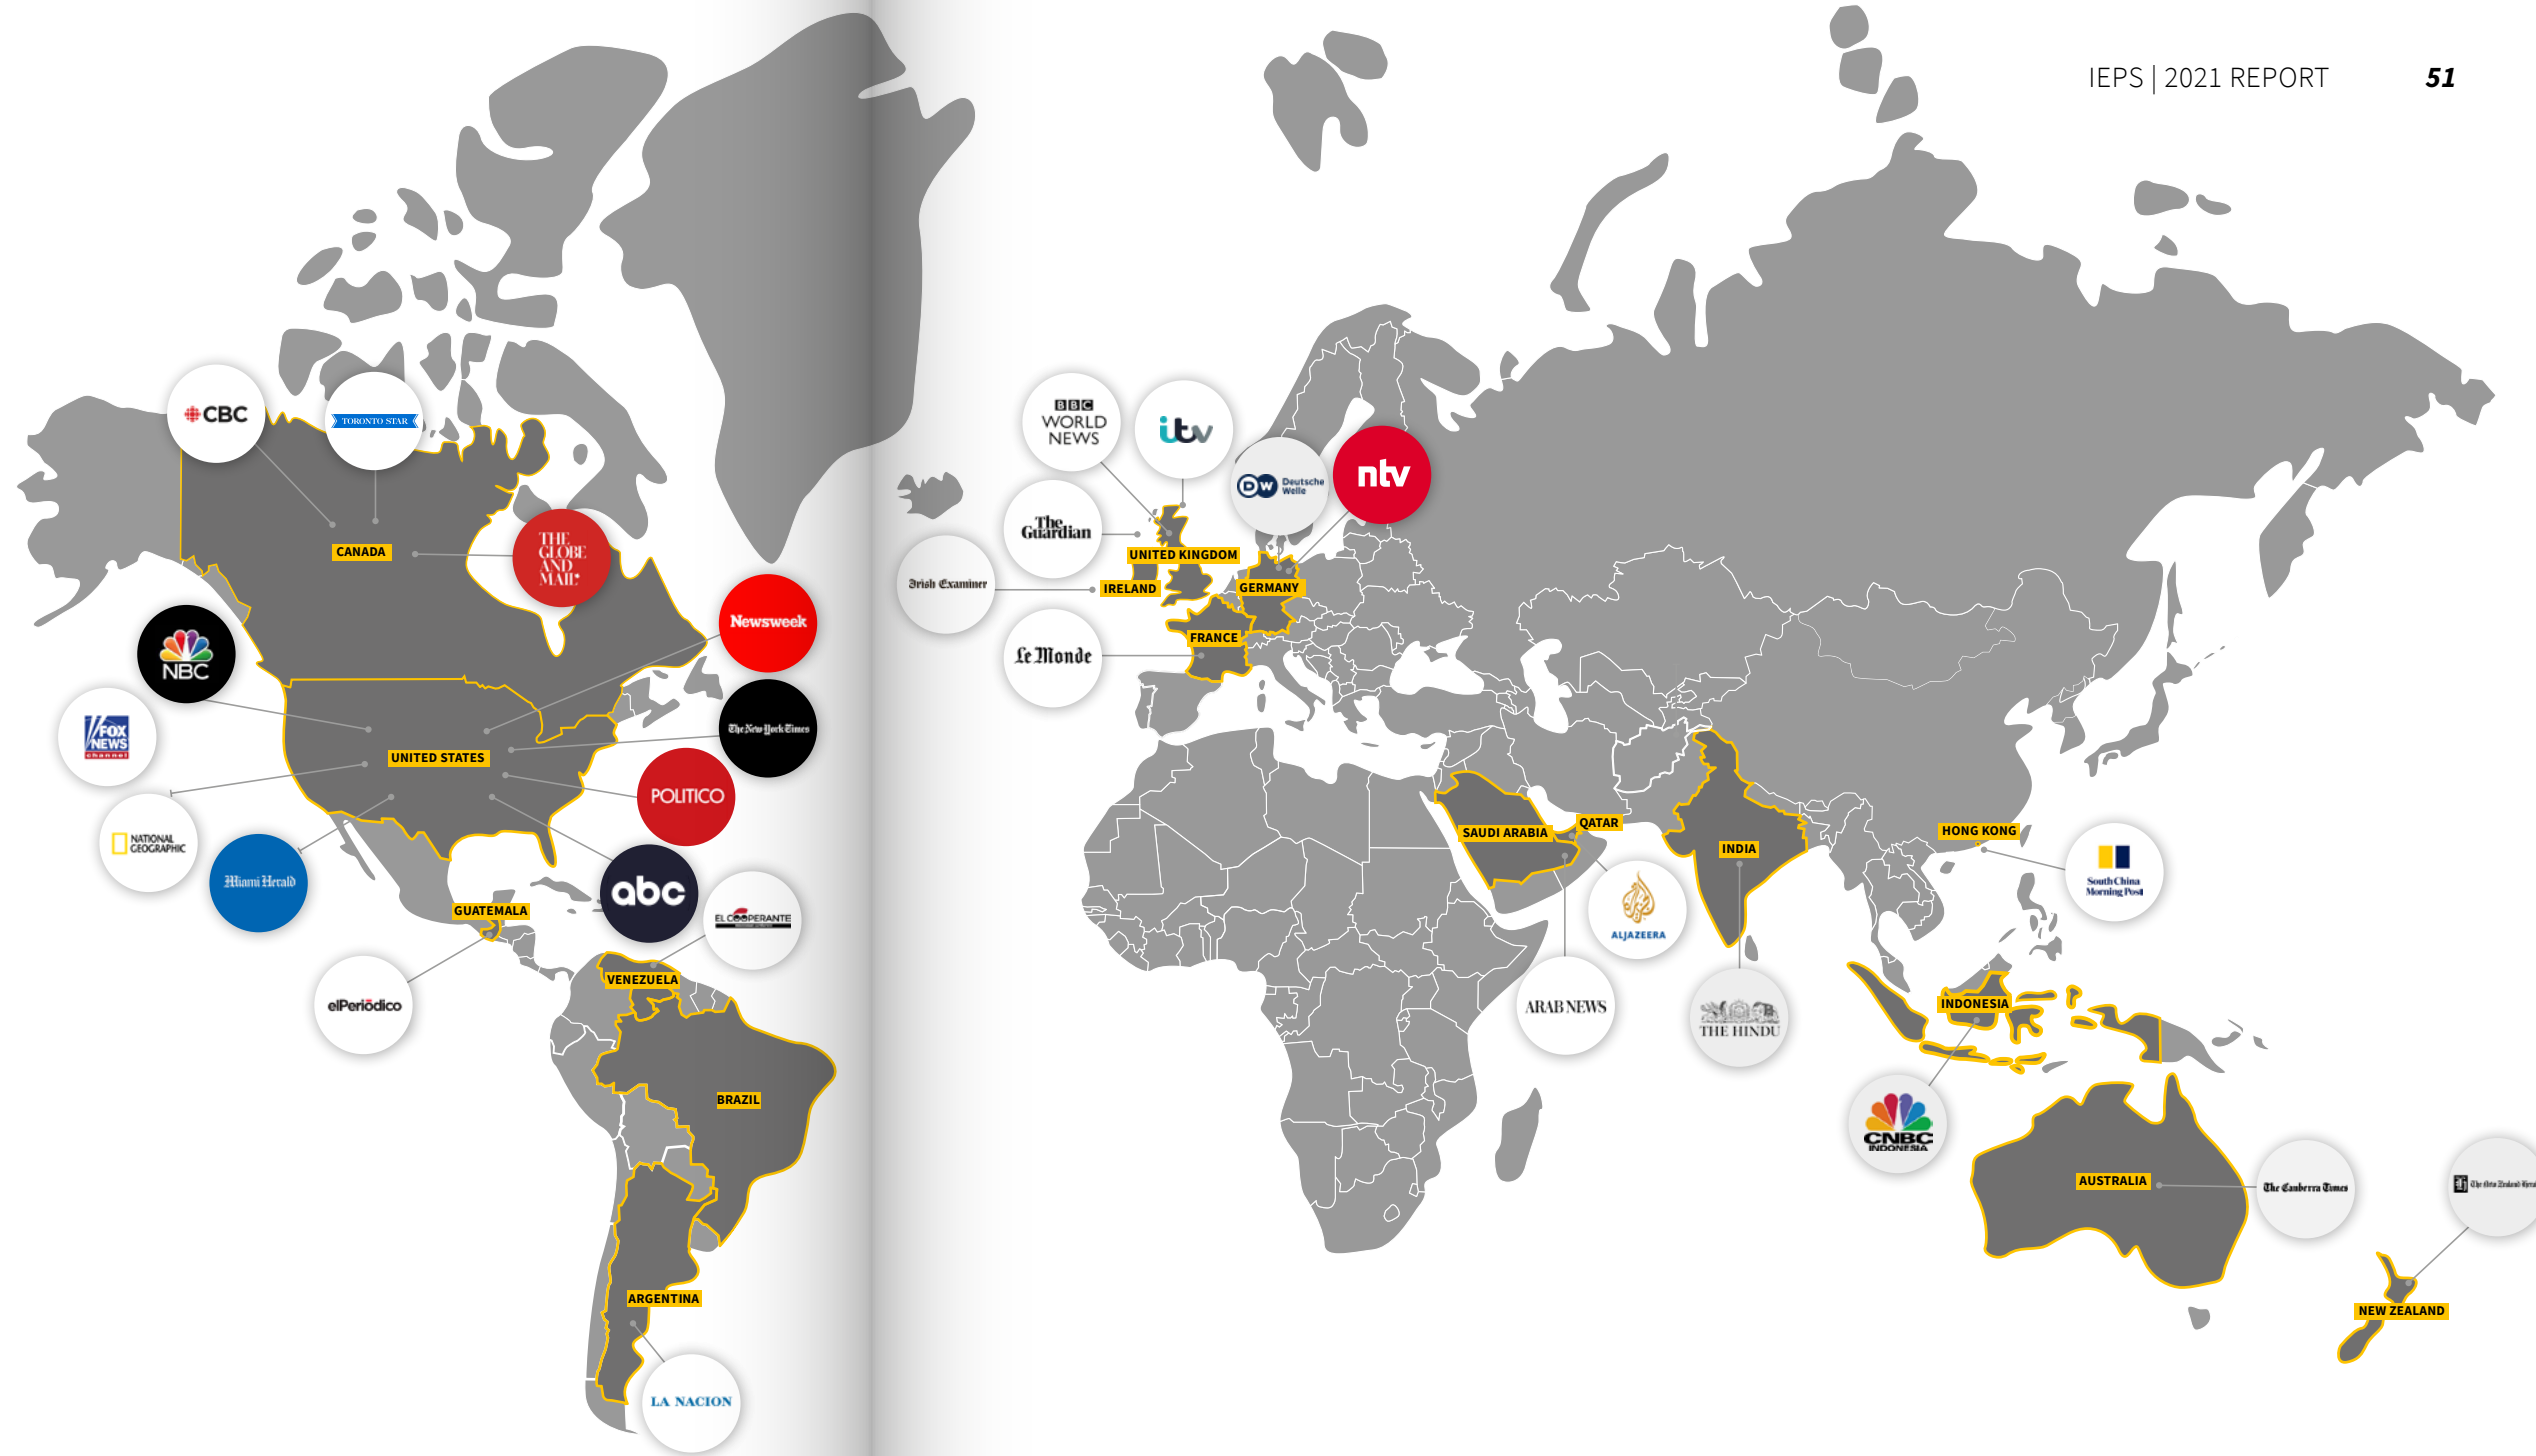 IEPS | 2021 REPORT
51
CBC
TORONTO STAR
CANADA
THE
GLOBE
AND
MAIL*
NBC
FOX
NEWS
channel
NATIONAL
GEOGRAPHIC
Miami Herald
UNITED STATES
Newsweek
The New York Times
POLITICO
abc
GUATEMALA
elPeriódico
EL COOPERANTE
VENEZUELA
BRAZIL
ARGENTINA
LA NACION
BBC
WORLD
NEWS
itv
The
Guardian
UNITED KINGDOM
Irish Examiner
IRELAND
DW Deutsche
Welle
ntv
GERMANY
Le Monde
FRANCE
SAUDI ARABIA
QATAR
ALJAZEERA
ARAB NEWS
INDIA
THE HINDU
HONG KONG
South China
Morning Post
INDONESIA
CNBC
INDONESIA
AUSTRALIA
The Canberra Times
The New Zealand Hera
NEW ZEALAND